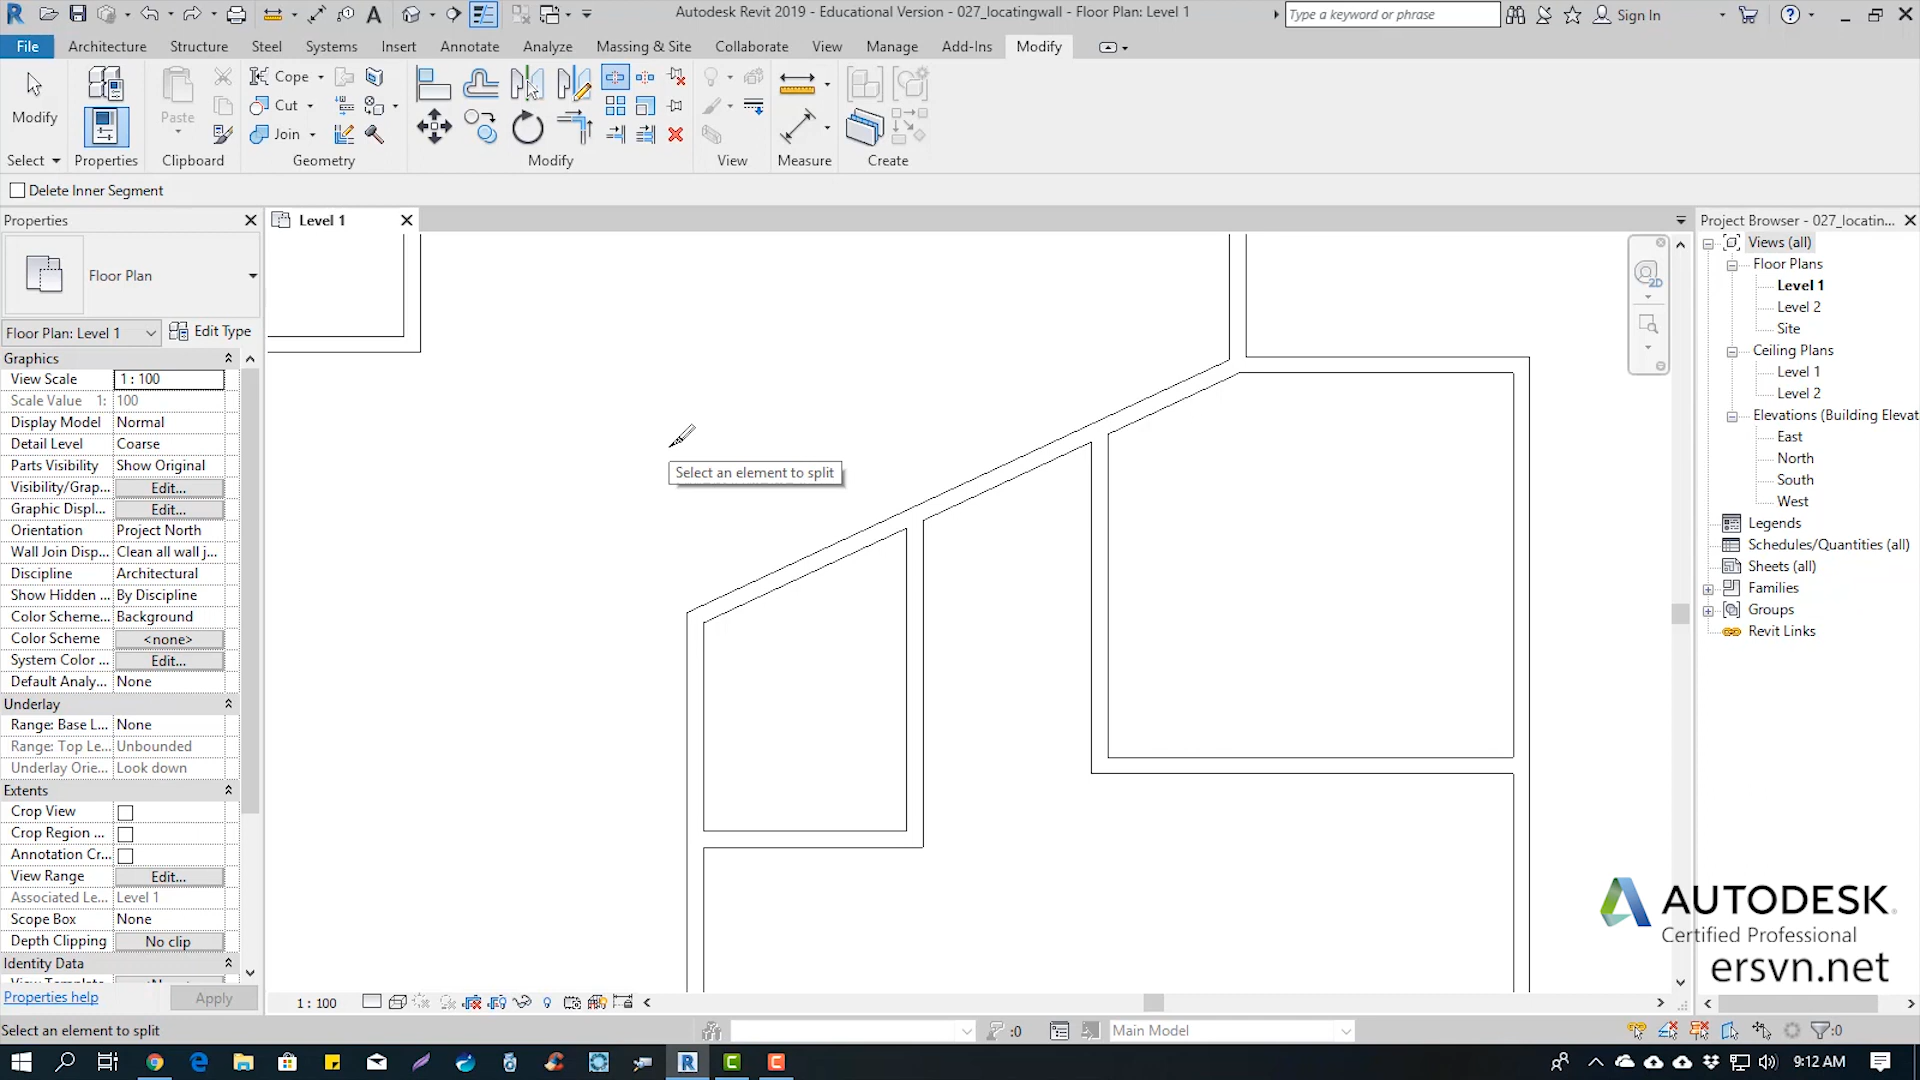 Autodesk Revit 2019 - Educational Version - 027_locatingwall - Floor Plan: Level 1
Type a keyword or phrase
Sign In
File Architecture Structure Steel Systems Insert Annotate Analyze Massing & Site Collaborate View Manage Add-Ins Modify
Modify
Paste
Cope
Cut
Join
Select Properties Clipboard Geometry Modify View Measure Create
Delete Inner Segment
Properties
Floor Plan
Floor Plan: Level 1 Edit Type
Graphics
View Scale 1 : 100
Scale Value 1: 100
Display Model Normal
Detail Level Coarse
Parts Visibility Show Original
Visibility/Grap... Edit...
Graphic Displ... Edit...
Orientation Project North
Wall Join Disp... Clean all wall j...
Discipline Architectural
Show Hidden ... By Discipline
Color Scheme... Background
Color Scheme <none>
System Color ... Edit...
Default Analy... None
Underlay
Range: Base L... None
Range: Top Le... Unbounded
Underlay Orie... Look down
Extents
Crop View
Crop Region ...
Annotation Cr...
View Range Edit...
Associated Le... Level 1
Scope Box None
Depth Clipping No clip
Identity Data
Properties help Apply
Level 1
2D
Select an element to split
1 : 100
Project Browser - 027_locatin...
Views (all)
Floor Plans
Level 1
Level 2
Site
Ceiling Plans
Level 1
Level 2
Elevations (Building Elevat
East
North
South
West
Legends
Schedules/Quantities (all)
Sheets (all)
Families
Groups
Revit Links
AUTODESK
Certified Professional
ersvn.net
Select an element to split
:0
Main Model
:0
9:12 AM